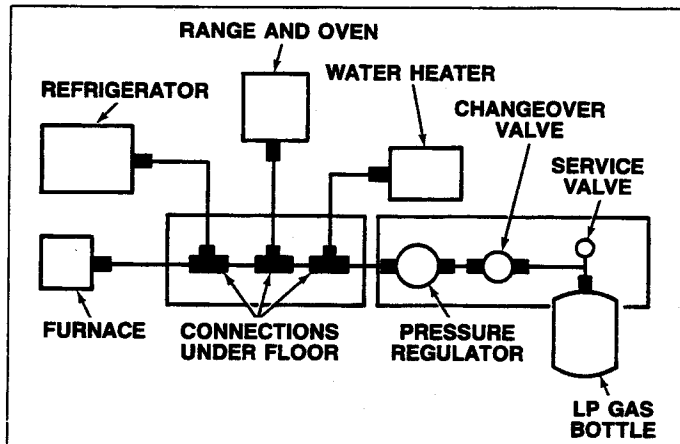 RANGE AND OVEN
WATER HEATER
REFRIGERATOR
CHANGEOVER
VALVE
SERVICE
VALVE
FURNACE
CONNECTIONS
UNDER FLOOR
PRESSURE
REGULATOR
LP GAS
BOTTLE